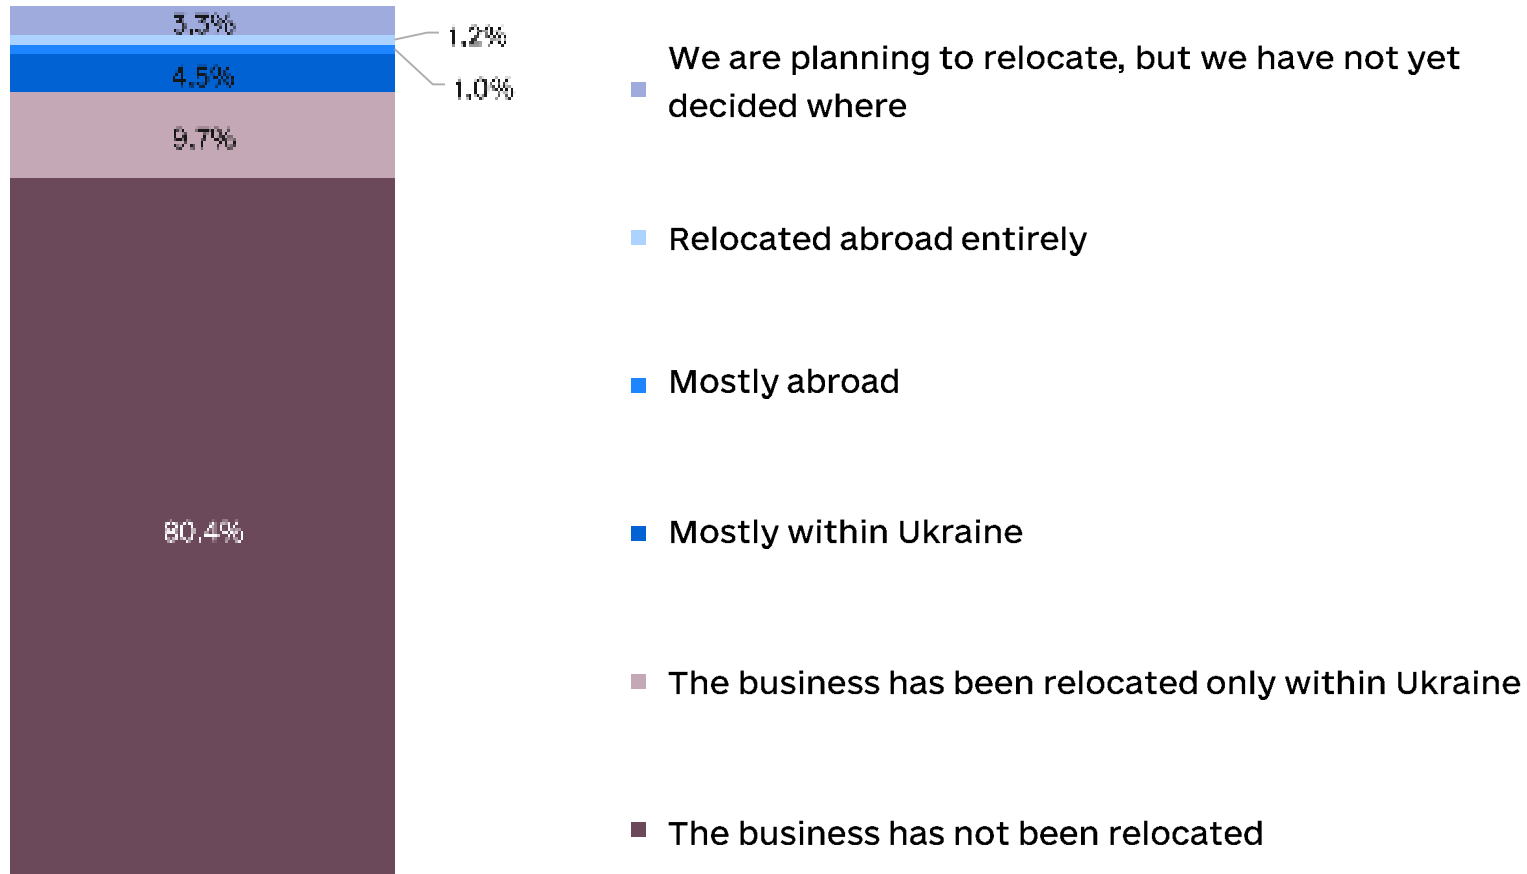 3.3%
1.2%
1.0%
4.5%
9.7%
80.4%
We are planning to relocate, but we have not yet
decided where
Relocated abroad entirely
Mostly abroad
Mostly within Ukraine
The business has been relocated only within Ukraine
The business has not been relocated